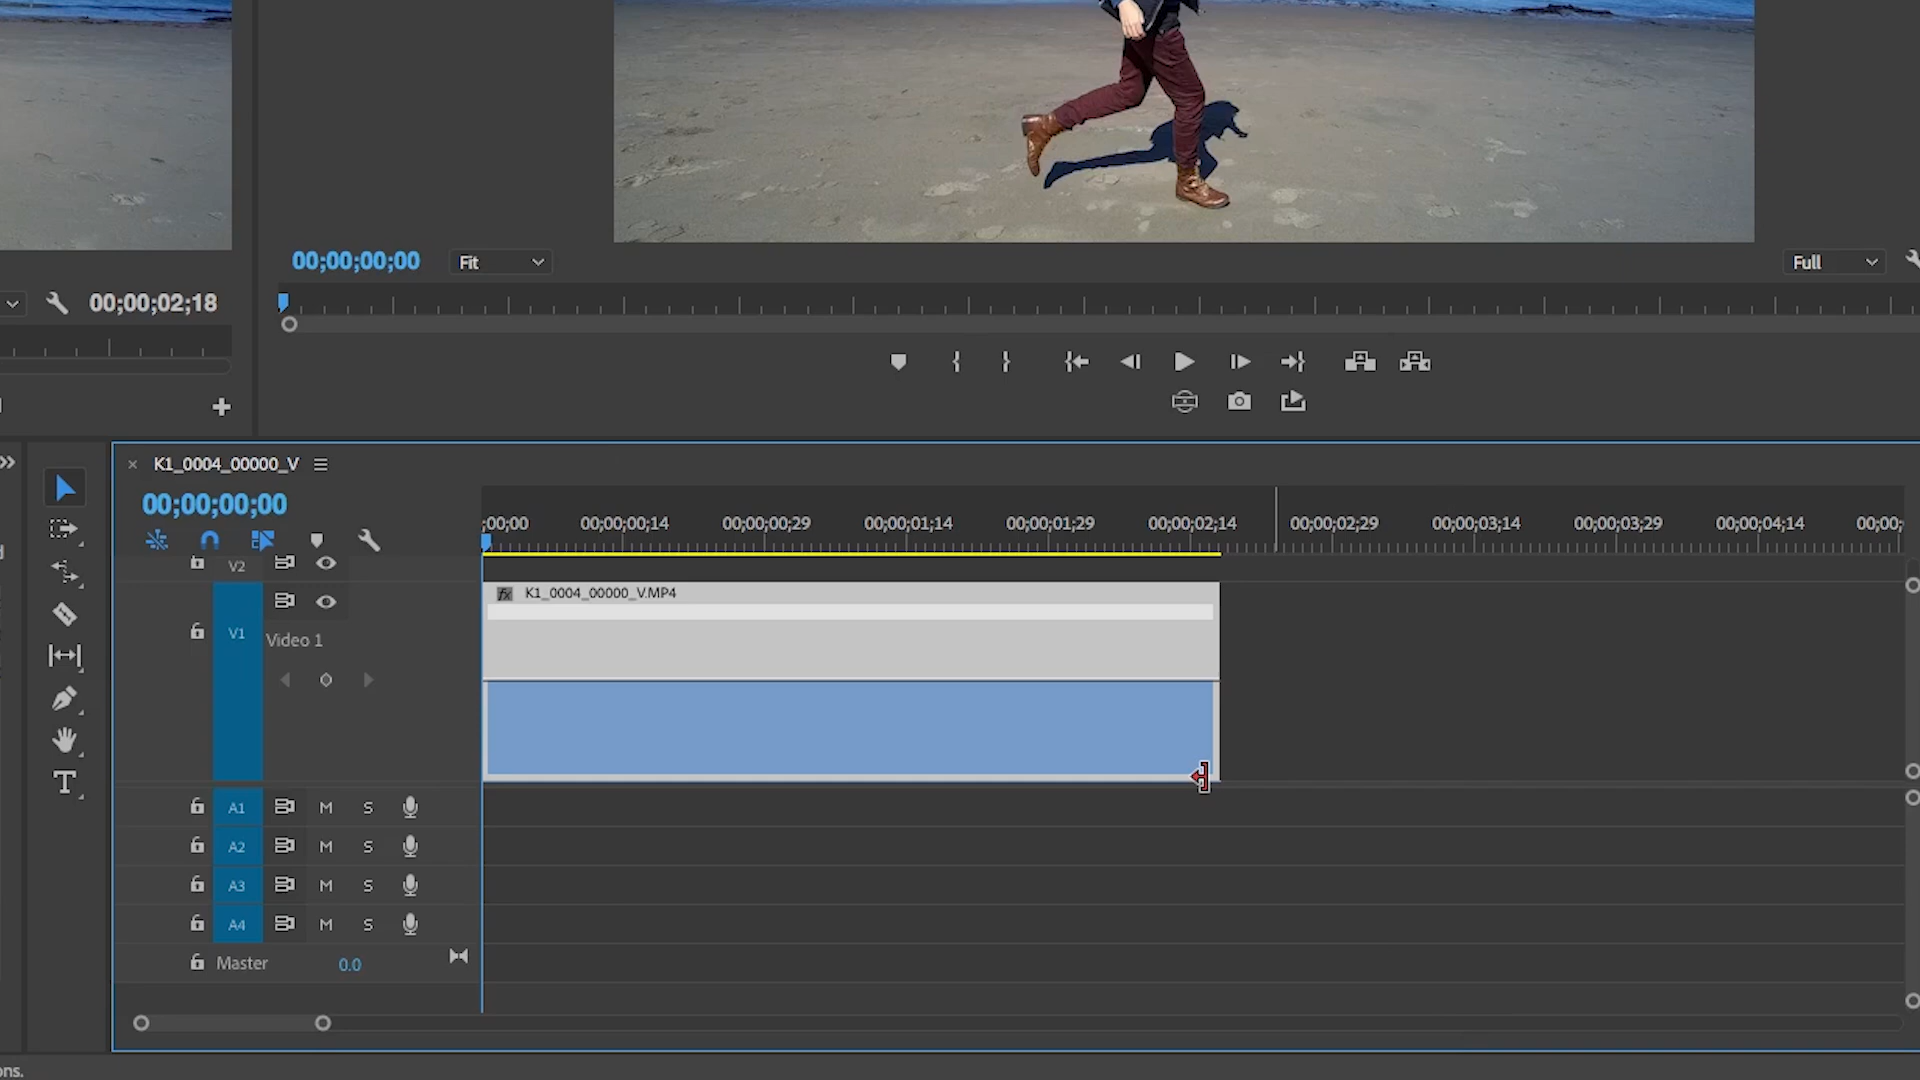 00;00;00;00
Fit
Full
00;00;02;18
K1_0004_00000_V
00;00;00;00
;00;00
00;00;00;14
00;00;00;29
00;00;01;14
00;00;01;29
00;00;02;14
00;00;02;29
00;00;03;14
00;00;03;29
00;00;04;14
00;00;
V2
fx K1_0004_00000_V.MP4
V1
Video 1
A1 M S
A2 M S
A3 M S
A4 M S
Master 0.0
ons.